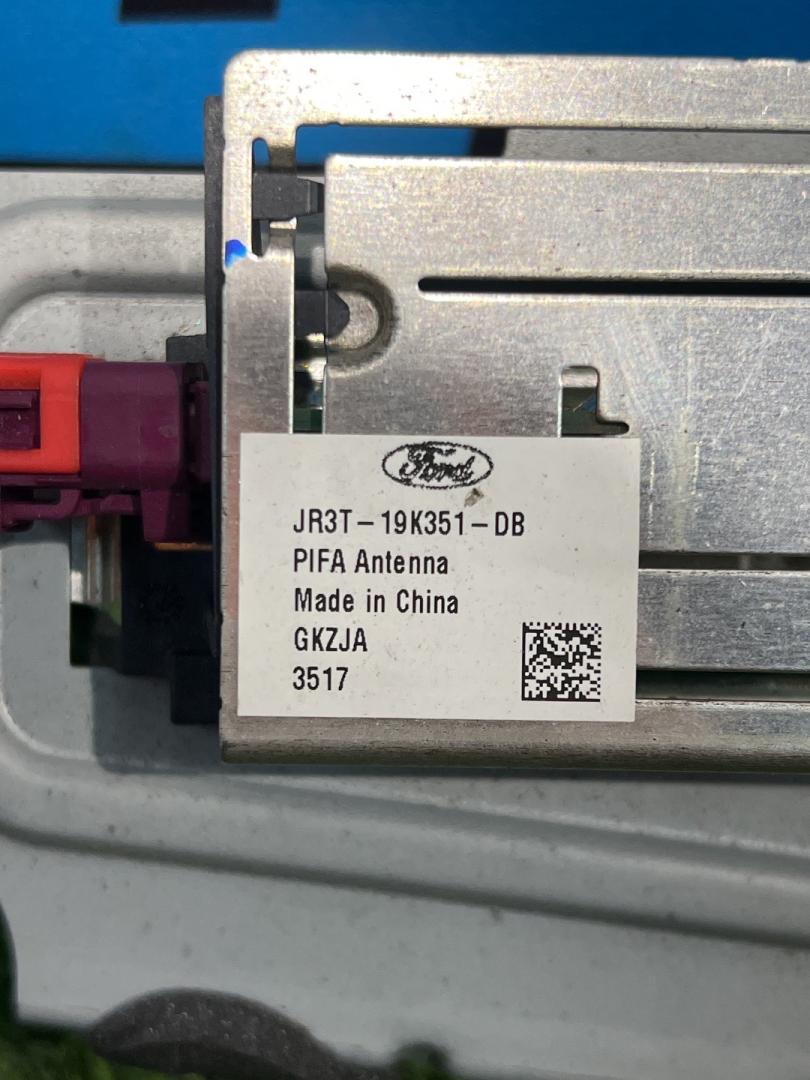 Ford
JR3T-19K351-DB
PIFA Antenna
Made in China
GKZJA
3517